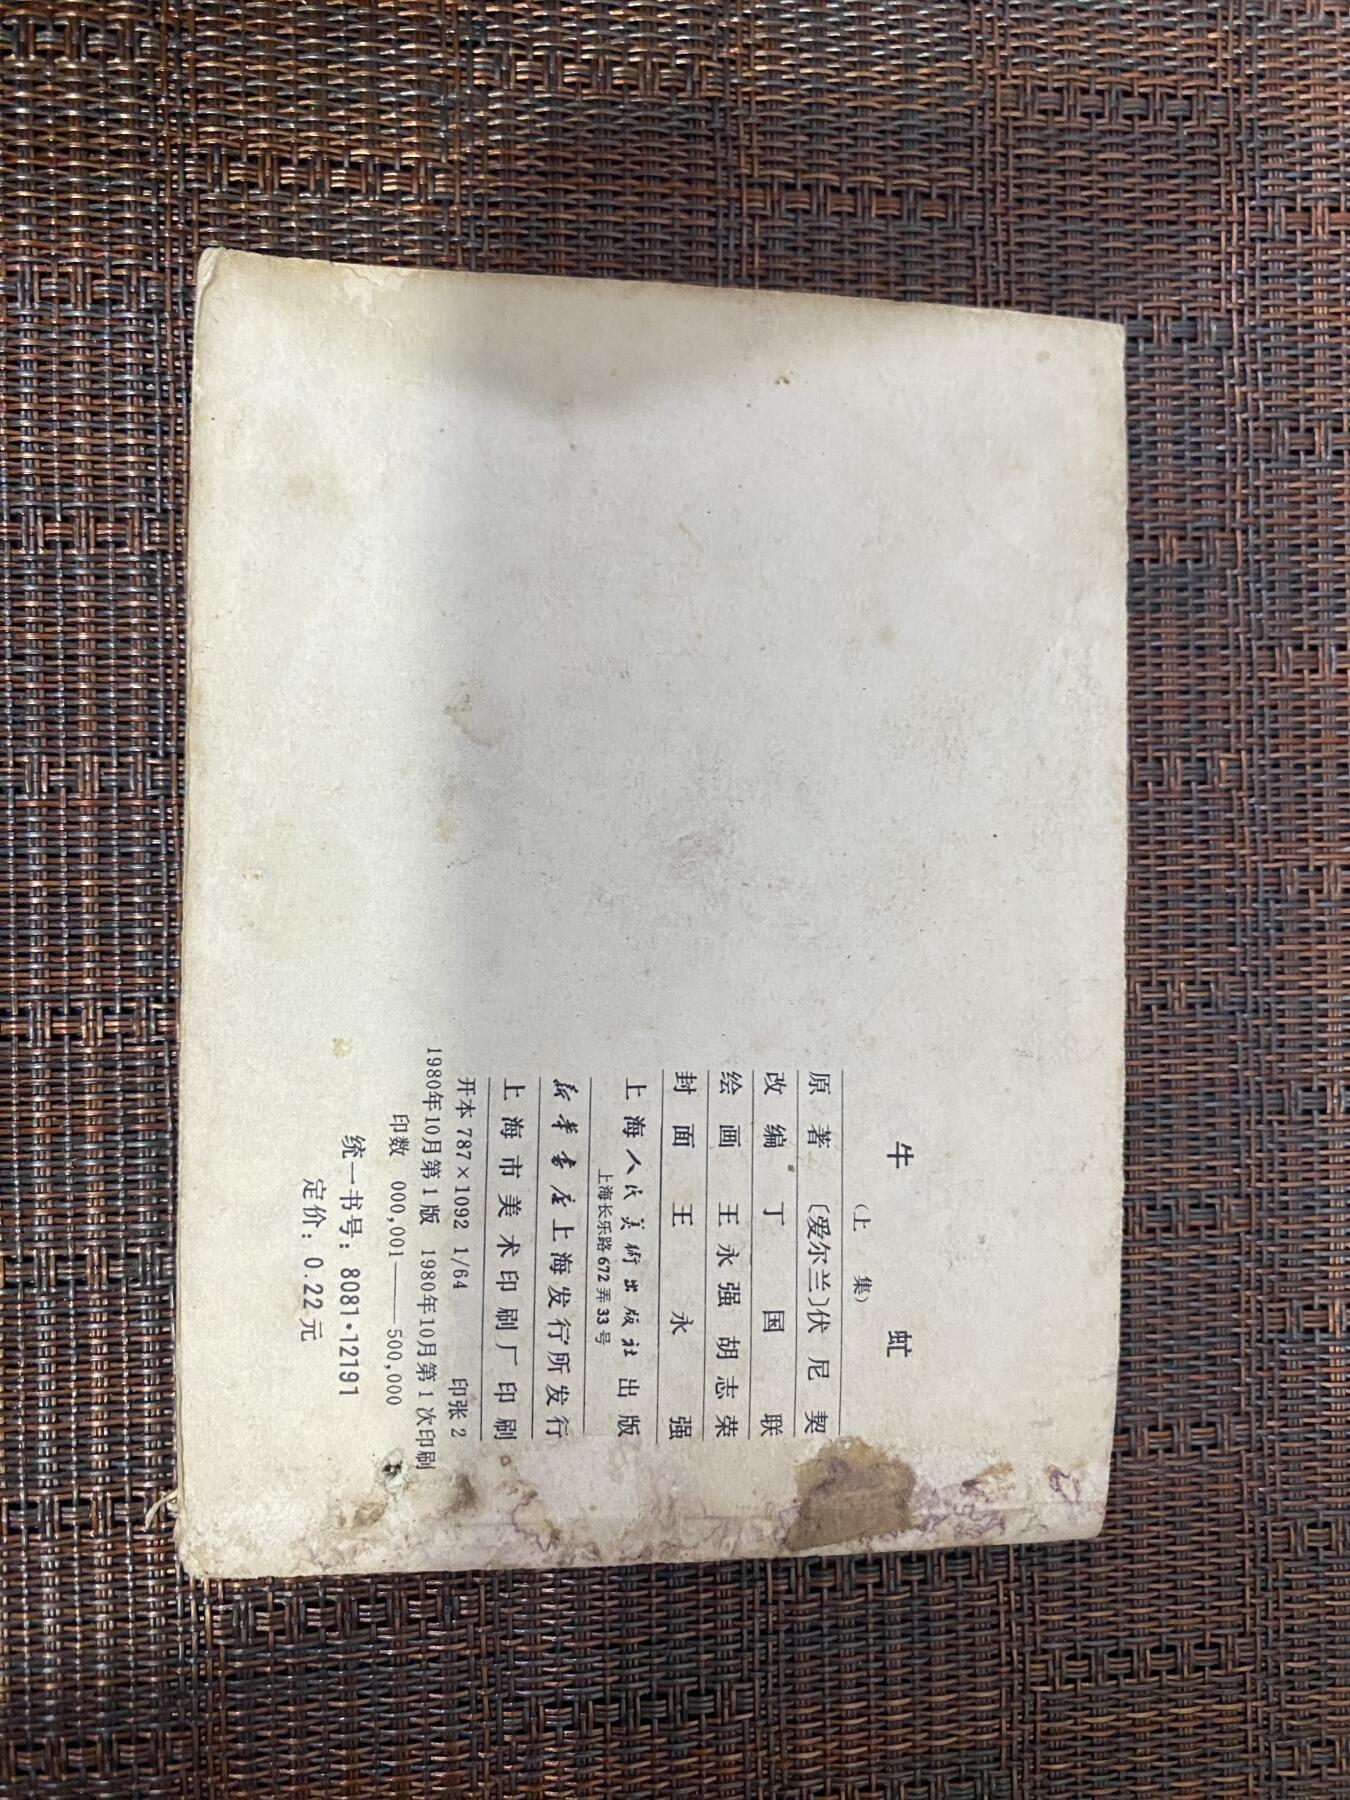 牛虻
(上集)
原著 〔爱尔兰〕伏尼契
改编 丁国联
绘画 王永强 胡志荣
封面 王永强
上海人民美術出版社出版
上海长乐路672弄33号
新华书店上海发行所发行
上海市美术印刷厂印刷
开本 787×1092 1/64 印张 2
1980年10月第1版 1980年10月第1次印刷
印数 000,001——500,000
统一书号：8081·12191
定价：0.22元